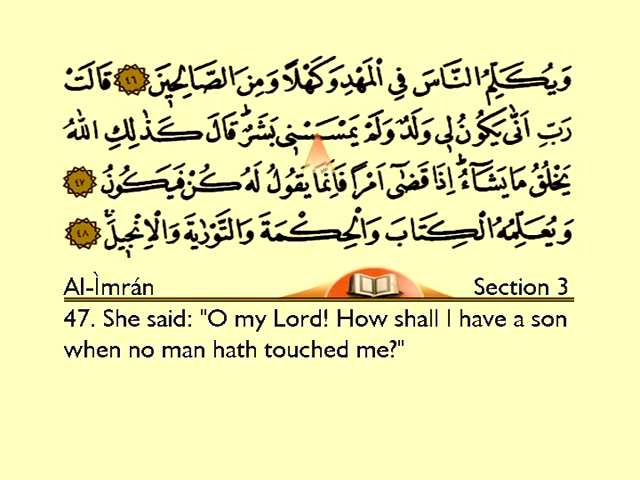 وَيُكَلِّمُ النَّاسَ فِي الْمَهْدِ وَكَهْلًا وَمِنَ الصَّالِحِينَ ٤٦ قَالَتْ
رَبِّ أَنَّىٰ يَكُونُ لِي وَلَدٌ وَلَمْ يَمْسَسْنِي بَشَرٌ ۖ قَالَ كَذَٰلِكِ اللَّهُ
يَخْلُقُ مَا يَشَآءُ ۚ إِذَا قَضَىٰٓ أَمْرًا فَإِنَّمَا يَقُولُ لَهُ كُنْ فَيَكُونُ ٤٧
وَيُعَلِّمُهُ الْكِتَابَ وَالْحِكْمَةَ وَالتَّوْرَاةَ وَالْإِنْجِيلَ ۚ ٤٨
Al-Ìmrán Section 3
47. She said: "O my Lord! How shall I have a son
when no man hath touched me?"